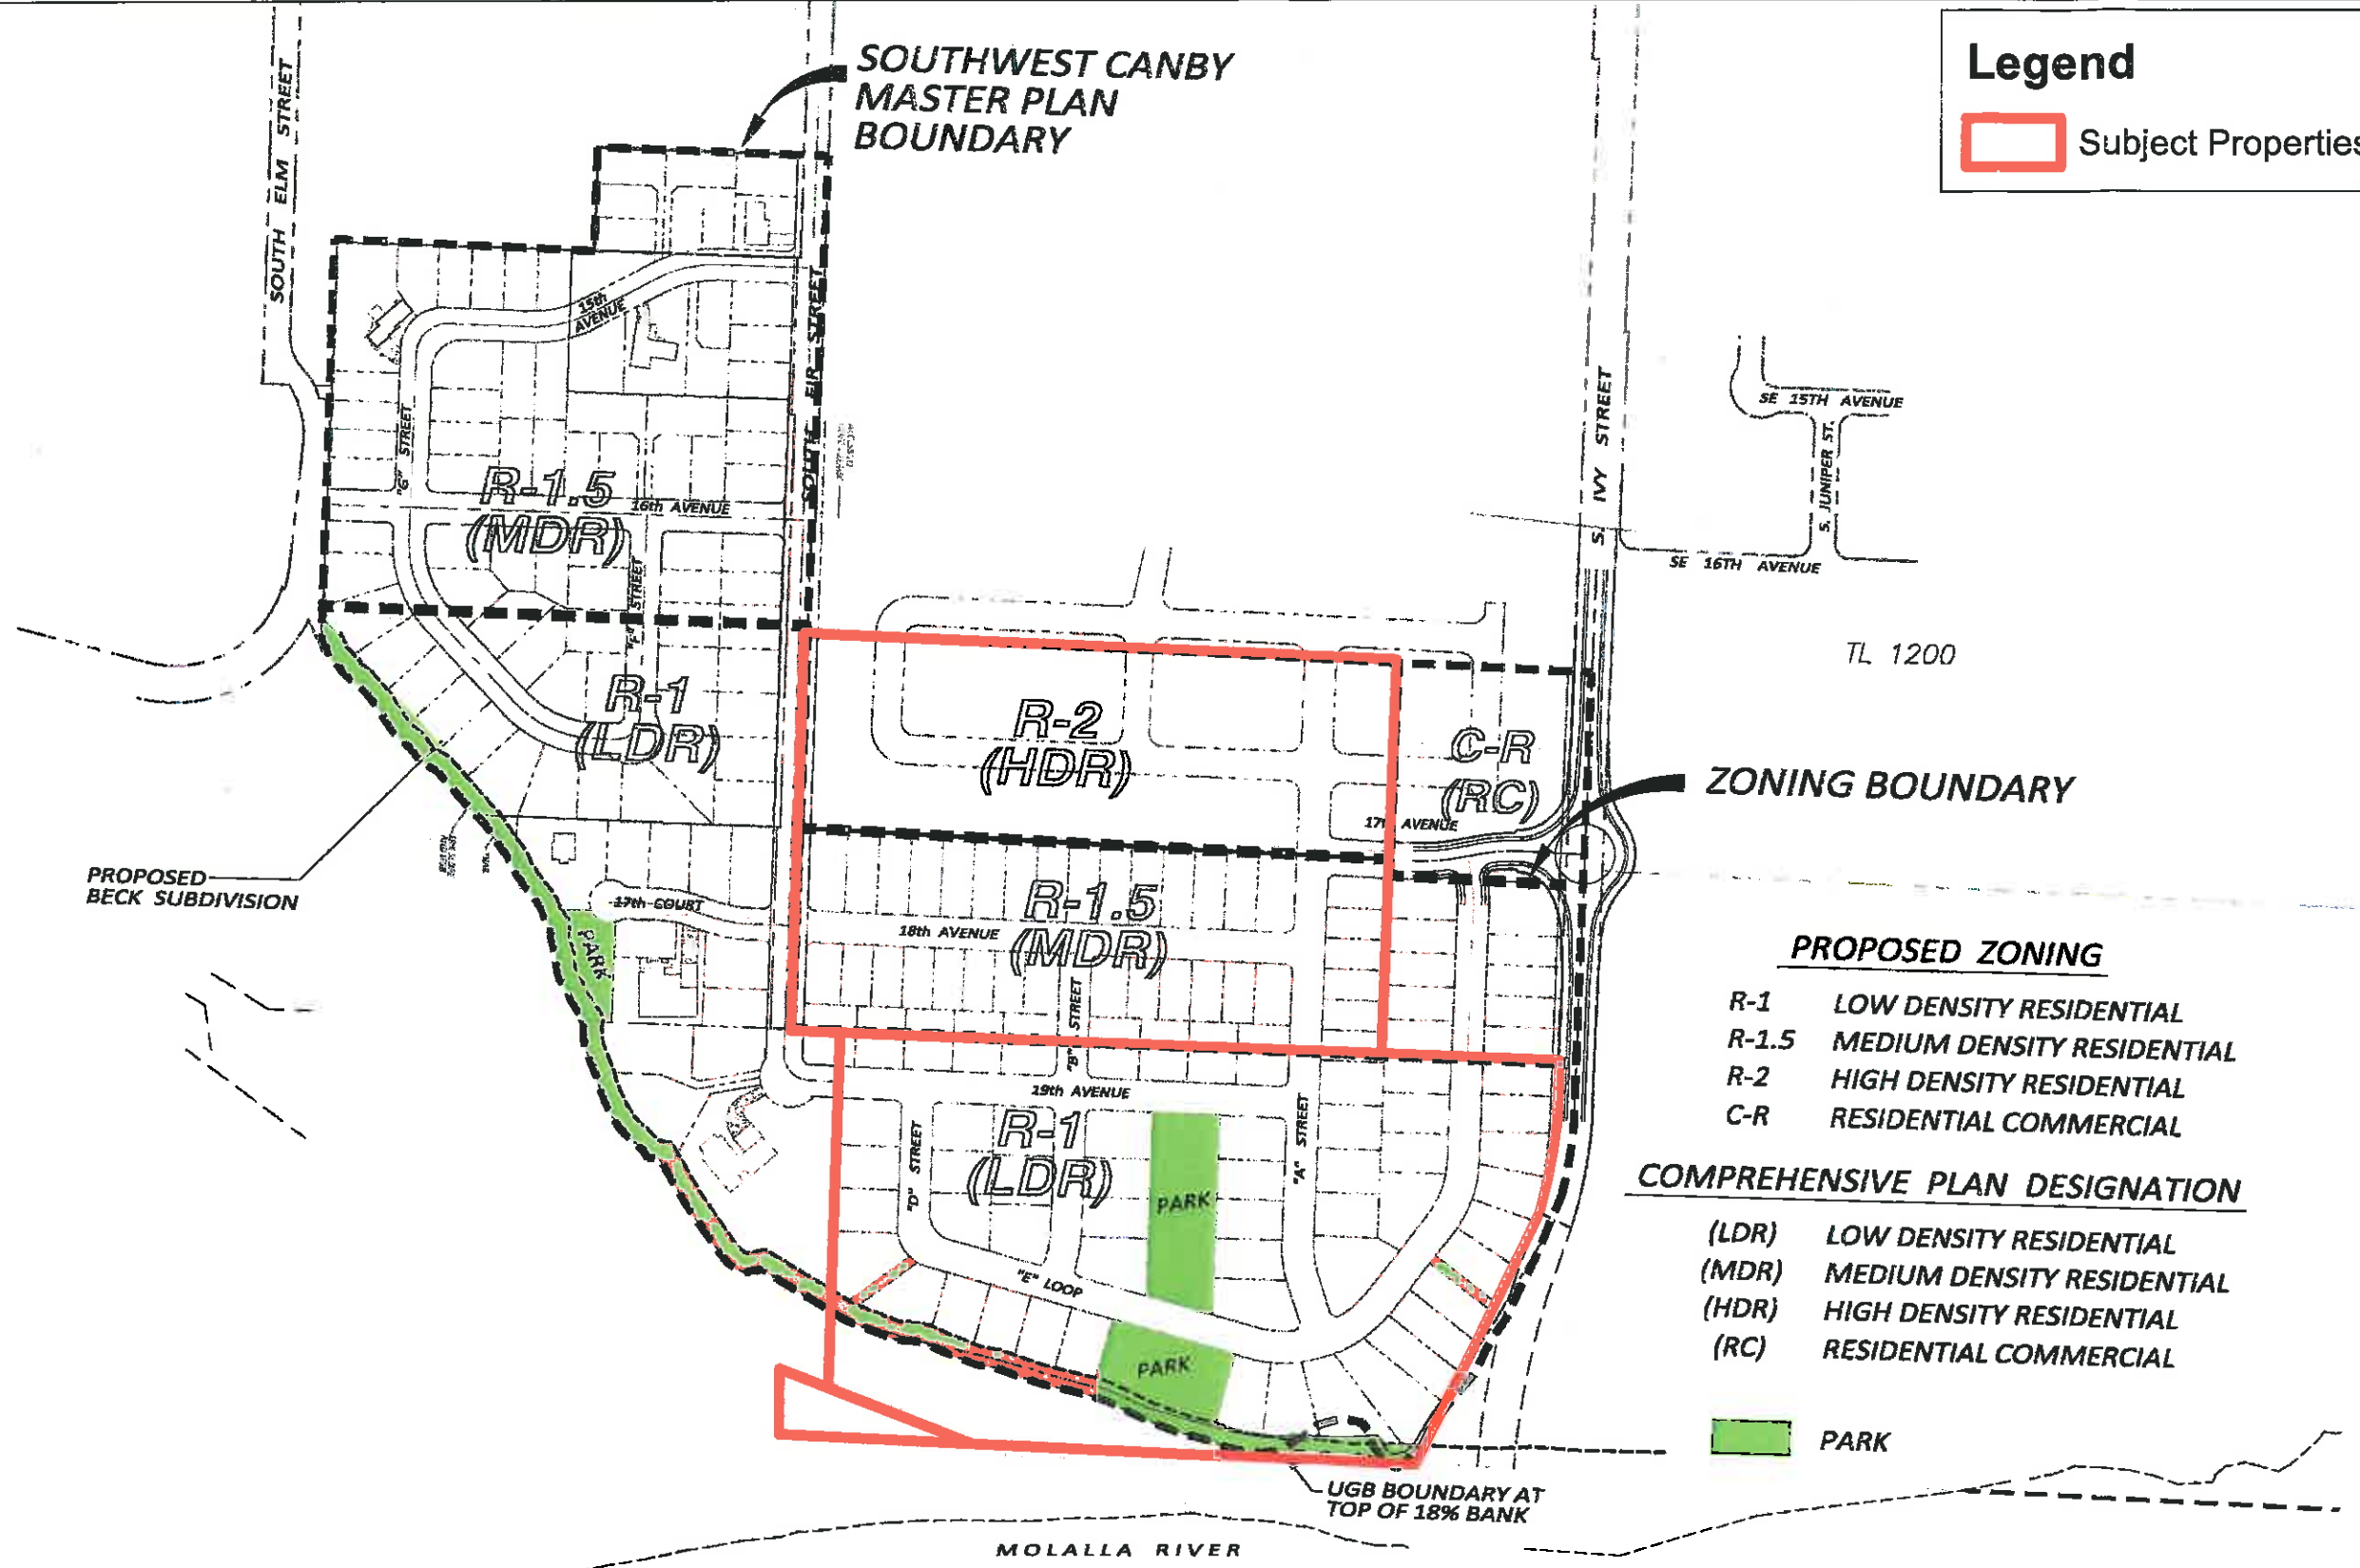 SOUTH ELM STREET
SOUTHWEST CANBY
MASTER PLAN
BOUNDARY
Legend
Subject Properties
15th
AVENUE
SOUTH FIR STREET
"G" STREET
R-1.5
(MDR)
16th AVENUE
"F" STREET
S. IVY STREET
SE 15TH AVENUE
S. JUNIPER ST.
SE 16TH AVENUE
TL 1200
R-1
(LDR)
R-2
(HDR)
C-R
(RC)
17th AVENUE
ZONING BOUNDARY
PROPOSED
BECK SUBDIVISION
17th COURT
PARK
R-1.5
(MDR)
18th AVENUE
"B" STREET
19th AVENUE
R-1
(LDR)
"D" STREET
"A" STREET
PARK
"E" LOOP
PARK
PROPOSED ZONING
R-1 LOW DENSITY RESIDENTIAL
R-1.5 MEDIUM DENSITY RESIDENTIAL
R-2 HIGH DENSITY RESIDENTIAL
C-R RESIDENTIAL COMMERCIAL
COMPREHENSIVE PLAN DESIGNATION
(LDR) LOW DENSITY RESIDENTIAL
(MDR) MEDIUM DENSITY RESIDENTIAL
(HDR) HIGH DENSITY RESIDENTIAL
(RC) RESIDENTIAL COMMERCIAL
PARK
UGB BOUNDARY AT
TOP OF 18% BANK
MOLALLA RIVER